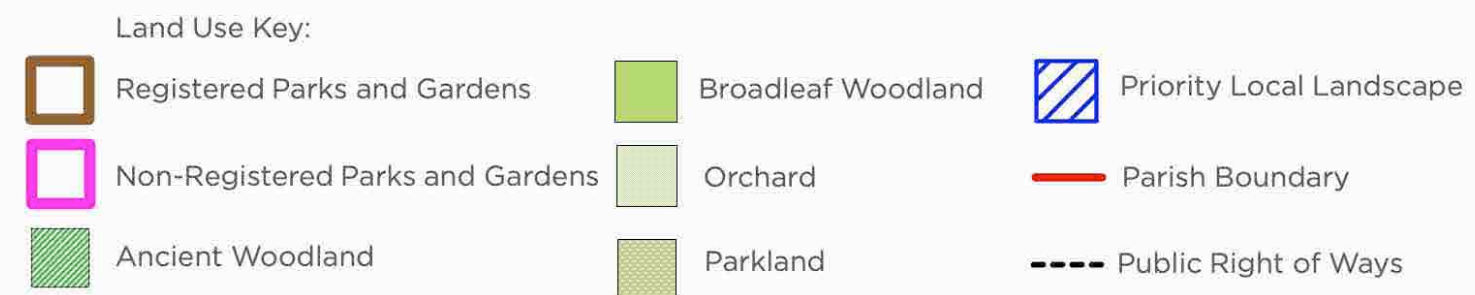 Land Use Key:
Registered Parks and Gardens
Non-Registered Parks and Gardens
Ancient Woodland
Broadleaf Woodland
Orchard
Parkland
Priority Local Landscape
Parish Boundary
Public Right of Ways